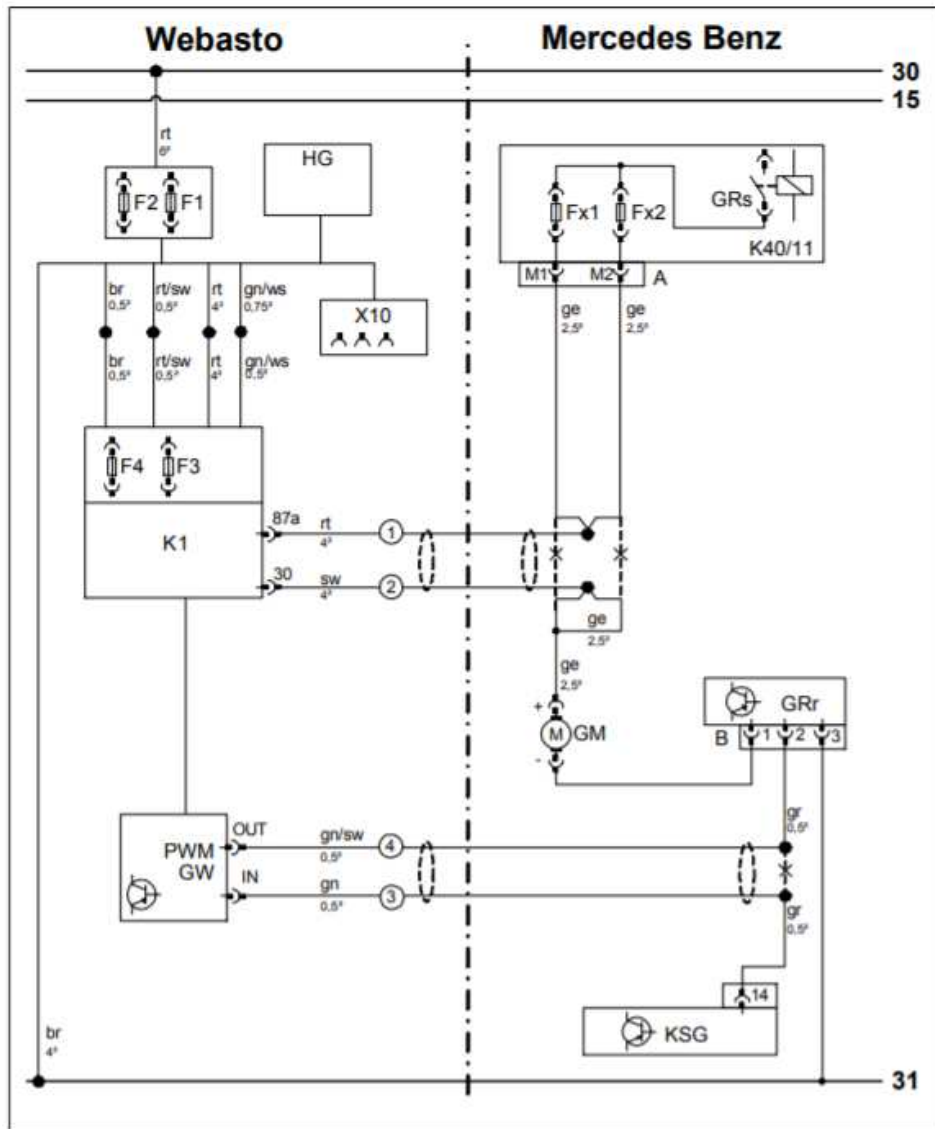 Webasto Mercedes Benz
30
15
rt
6²
HG
F2 F1
Fx1 Fx2 GRs
K40/11
M1 M2 A
br rt/sw rt gn/ws
0,5² 0,5² 4² 0,75²
X10
ge ge
2,5² 2,5²
br rt/sw rt gn/ws
0,5² 0,5² 4² 0,5²
F4 F3
K1
87a rt 1
4²
30 sw 2
4²
ge
2,5²
ge
2,5²
+ M GM
-
GRr
B 1 2 3
gr
0,5²
PWM GW
OUT gn/sw 4
0,5²
IN gn 3
0,5²
gr
0,5²
14
KSG
br
4²
31